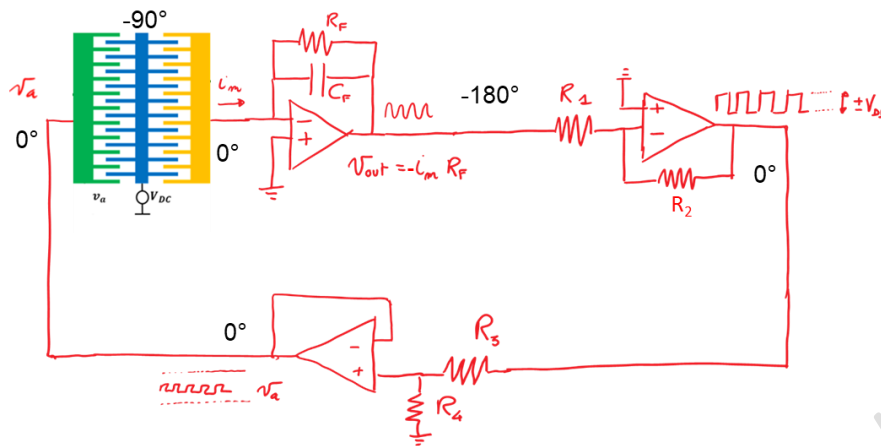 -90°
R_F
C_F
v_a
i_m
0°
0°
-
+
v_a
V_DC
-180°
v_out = -i_m R_F
R_1
+
-
± V_D
R_2
0°
0°
-
+
R_3
R_4
v_a